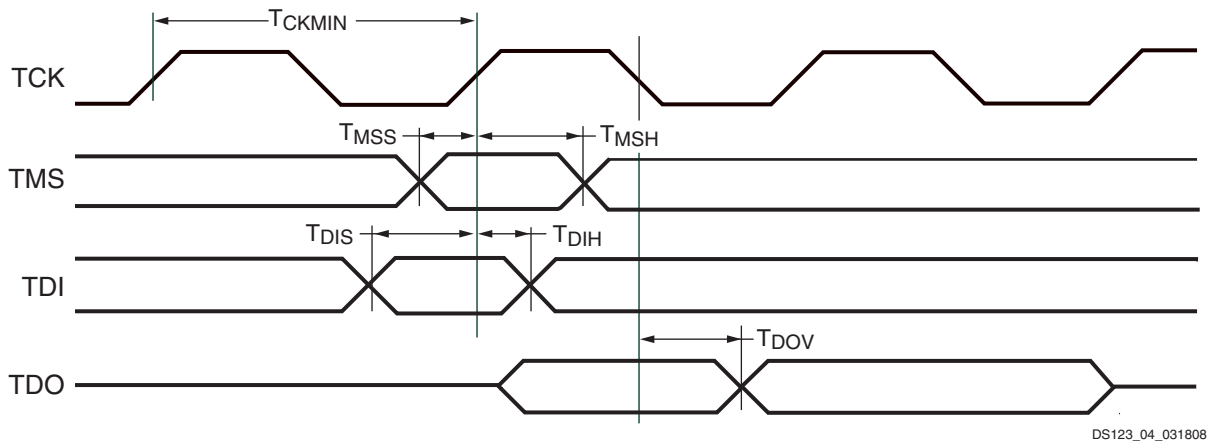 TCKMIN
TCK
TMSS TMSH
TMS
TDIS TDIH
TDI
TDOV
TDO
DS123_04_031808